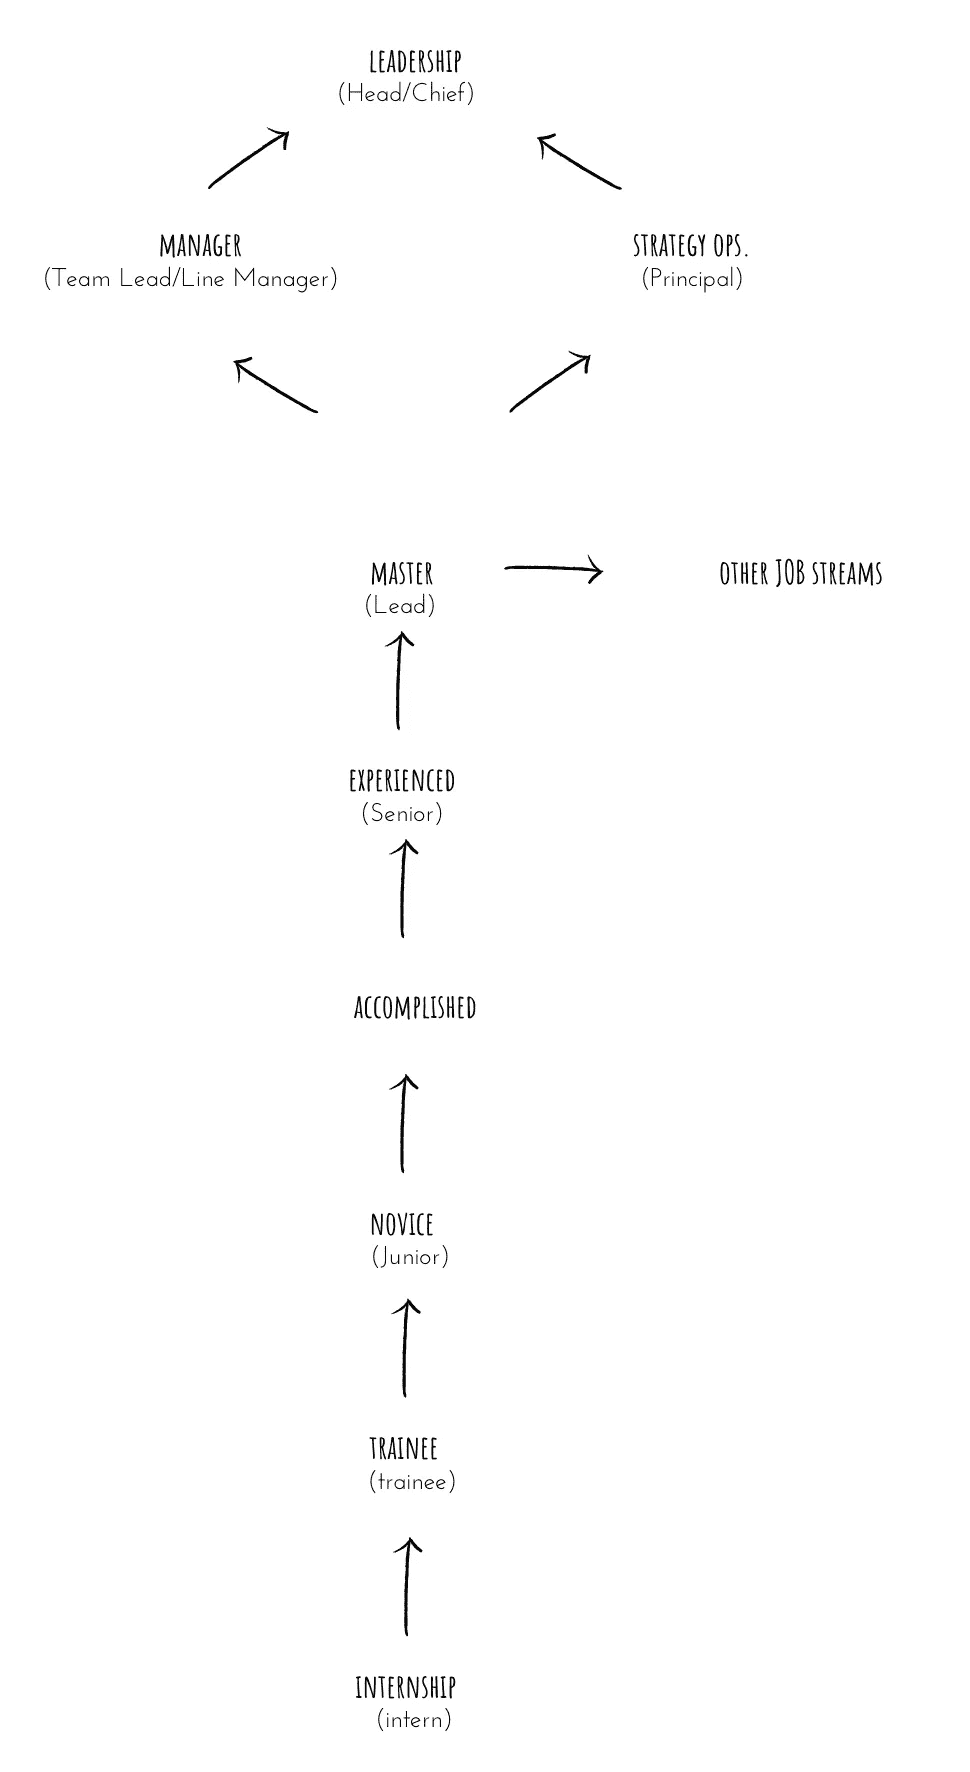 LEADERSHIP
(Head/Chief)
MANAGER
(Team Lead/Line Manager)
STRATEGY OPS.
(Principal)
MASTER
(Lead)
OTHER JOB STREAMS
EXPERIENCED
(Senior)
ACCOMPLISHED
NOVICE
(Junior)
TRAINEE
(trainee)
INTERNSHIP
(intern)